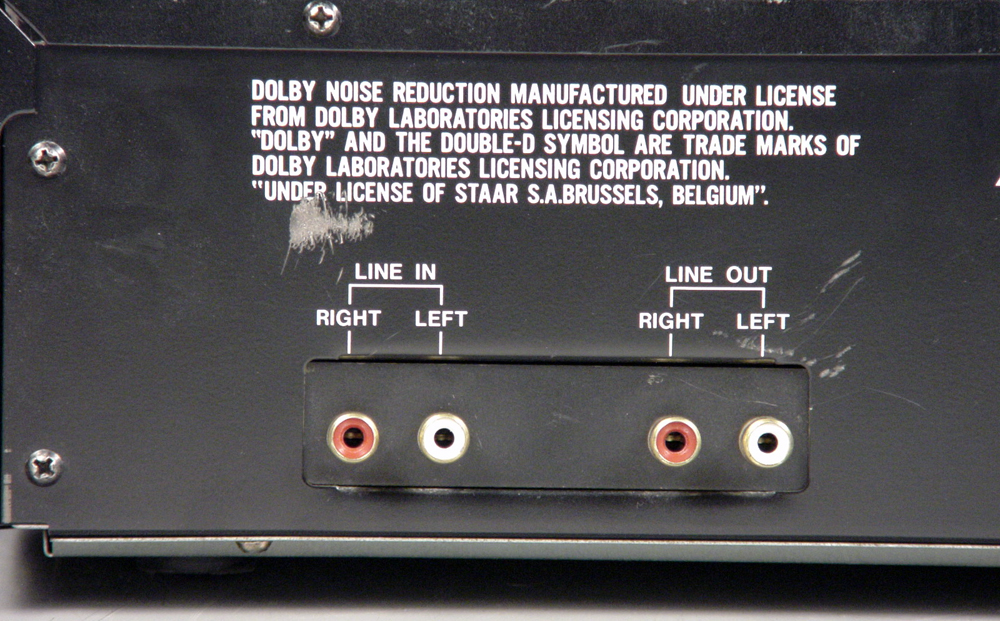 DOLBY NOISE REDUCTION MANUFACTURED UNDER LICENSE
FROM DOLBY LABORATORIES LICENSING CORPORATION.
"DOLBY" AND THE DOUBLE-D SYMBOL ARE TRADE MARKS OF
DOLBY LABORATORIES LICENSING CORPORATION.
"UNDER LICENSE OF STAAR S.A.BRUSSELS, BELGIUM".
LINE IN LINE OUT
RIGHT LEFT RIGHT LEFT